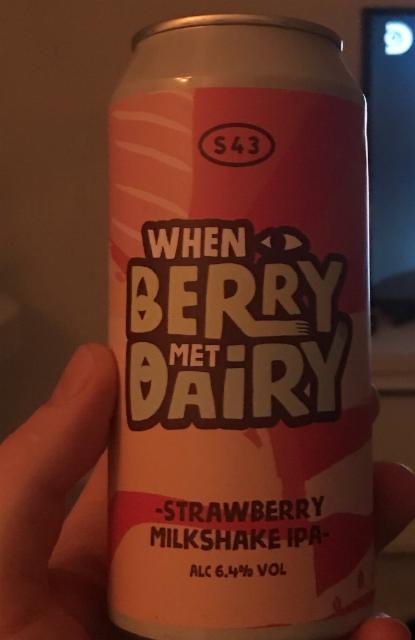 S43
WHEN
BERRY
MET
DAiRY
-STRAWBERRY
MILKSHAKE IPA-
ALC 6.4% VOL